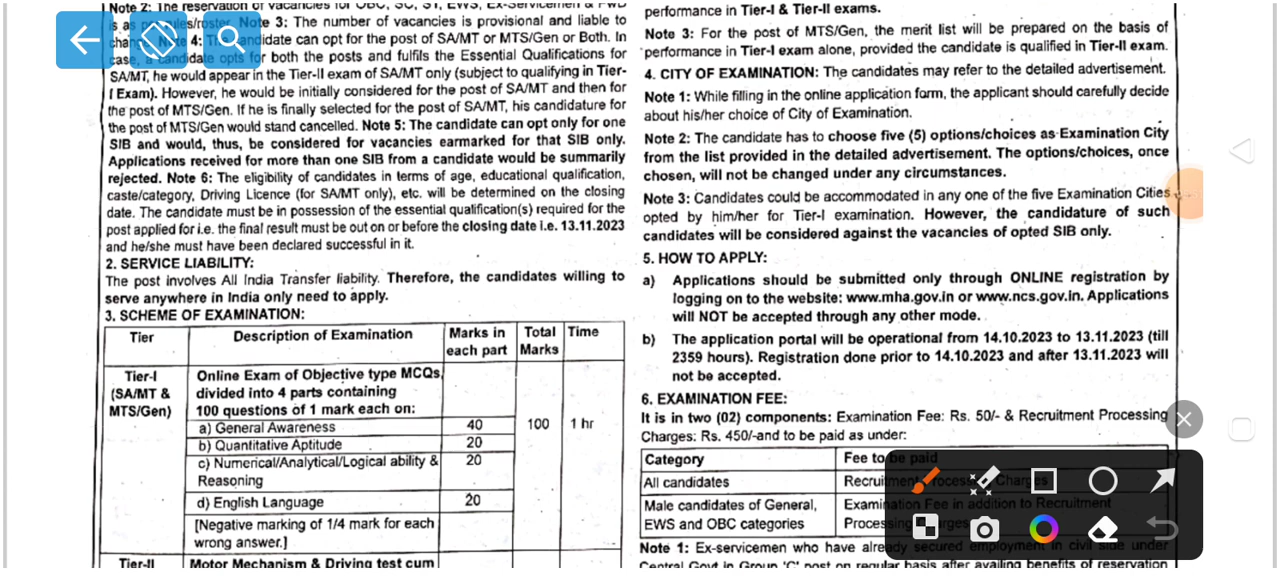 Note 2: The reservation of vacancies for OBC, SC, ST, EWS, Ex-Servicemen & PwD
is as per rules/roster. Note 3: The number of vacancies is provisional and liable to
change. Note 4: The candidate can opt for the post of SA/MT or MTS/Gen or Both. In
case, a candidate opts for both the posts and fulfils the Essential Qualifications for
SA/MT, he would appear in the Tier-II exam of SA/MT only (subject to qualifying in Tier-
I Exam). However, he would be initially considered for the post of SA/MT and then for
the post of MTS/Gen. If he is finally selected for the post of SA/MT, his candidature for
the post of MTS/Gen would stand cancelled. Note 5: The candidate can opt only for one
SIB and would, thus, be considered for vacancies earmarked for that SIB only.
Applications received for more than one SIB from a candidate would be summarily
rejected. Note 6: The eligibility of candidates in terms of age, educational qualification,
caste/category, Driving Licence (for SA/MT only), etc. will be determined on the closing
date. The candidate must be in possession of the essential qualification(s) required for the
post applied for i.e. the final result must be out on or before the closing date i.e. 13.11.2023
and he/she must have been declared successful in it.
2. SERVICE LIABILITY:
The post involves All India Transfer liability. Therefore, the candidates willing to
serve anywhere in India only need to apply.
3. SCHEME OF EXAMINATION:
Tier Description of Examination Marks in each part Total Marks Time
Tier-I (SA/MT & MTS/Gen)
Online Exam of Objective type MCQs,
divided into 4 parts containing
100 questions of 1 mark each on:
a) General Awareness 40 100 1 hr
b) Quantitative Aptitude 20
c) Numerical/Analytical/Logical ability & 20
Reasoning
d) English Language 20
[Negative marking of 1/4 mark for each
wrong answer.]
Tier-II Motor Mechanism & Driving test cum
performance in Tier-I & Tier-II exams.
Note 3: For the post of MTS/Gen, the merit list will be prepared on the basis of
performance in Tier-I exam alone, provided the candidate is qualified in Tier-II exam.
4. CITY OF EXAMINATION: The candidates may refer to the detailed advertisement.
Note 1: While filling in the online application form, the applicant should carefully decide
about his/her choice of City of Examination.
Note 2: The candidate has to choose five (5) options/choices as Examination City
from the list provided in the detailed advertisement. The options/choices, once
chosen, will not be changed under any circumstances.
Note 3: Candidates could be accommodated in any one of the five Examination Cities
opted by him/her for Tier-I examination. However, the candidature of such
candidates will be considered against the vacancies of opted SIB only.
5. HOW TO APPLY:
a) Applications should be submitted only through ONLINE registration by
logging on to the website: www.mha.gov.in or www.ncs.gov.in. Applications
will NOT be accepted through any other mode.
b) The application portal will be operational from 14.10.2023 to 13.11.2023 (till
2359 hours). Registration done prior to 14.10.2023 and after 13.11.2023 will
not be accepted.
6. EXAMINATION FEE:
It is in two (02) components: Examination Fee: Rs. 50/- & Recruitment Processing
Charges: Rs. 450/-and to be paid as under:
Category Fee to be paid
All candidates Recruitment Processing Charges
Male candidates of General, Examination Fee in addition to Recruitment
EWS and OBC categories Processing Charges
Note 1: Ex-servicemen who have already secured employment in civil side under
Central Govt in Group 'C' post on regular basis after availing benefits of reservation